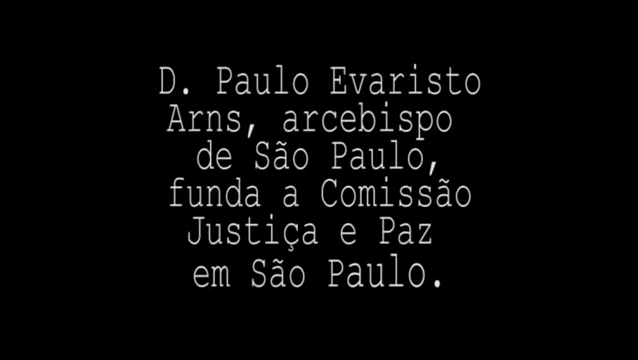 D. Paulo Evaristo
Arns, arcebispo
de São Paulo,
funda a Comissão
Justiça e Paz
em São Paulo.